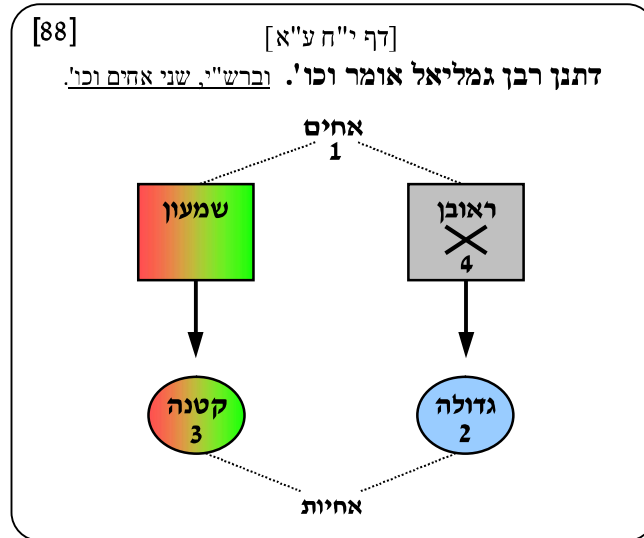 [88]
[דף י"ח ע"א]
דתנן רבן גמליאל אומר וכו'. וברש"י, שני אחים וכו'.
אחים
1
ראובן
4
שמעון
גדולה
2
קטנה
3
אחיות